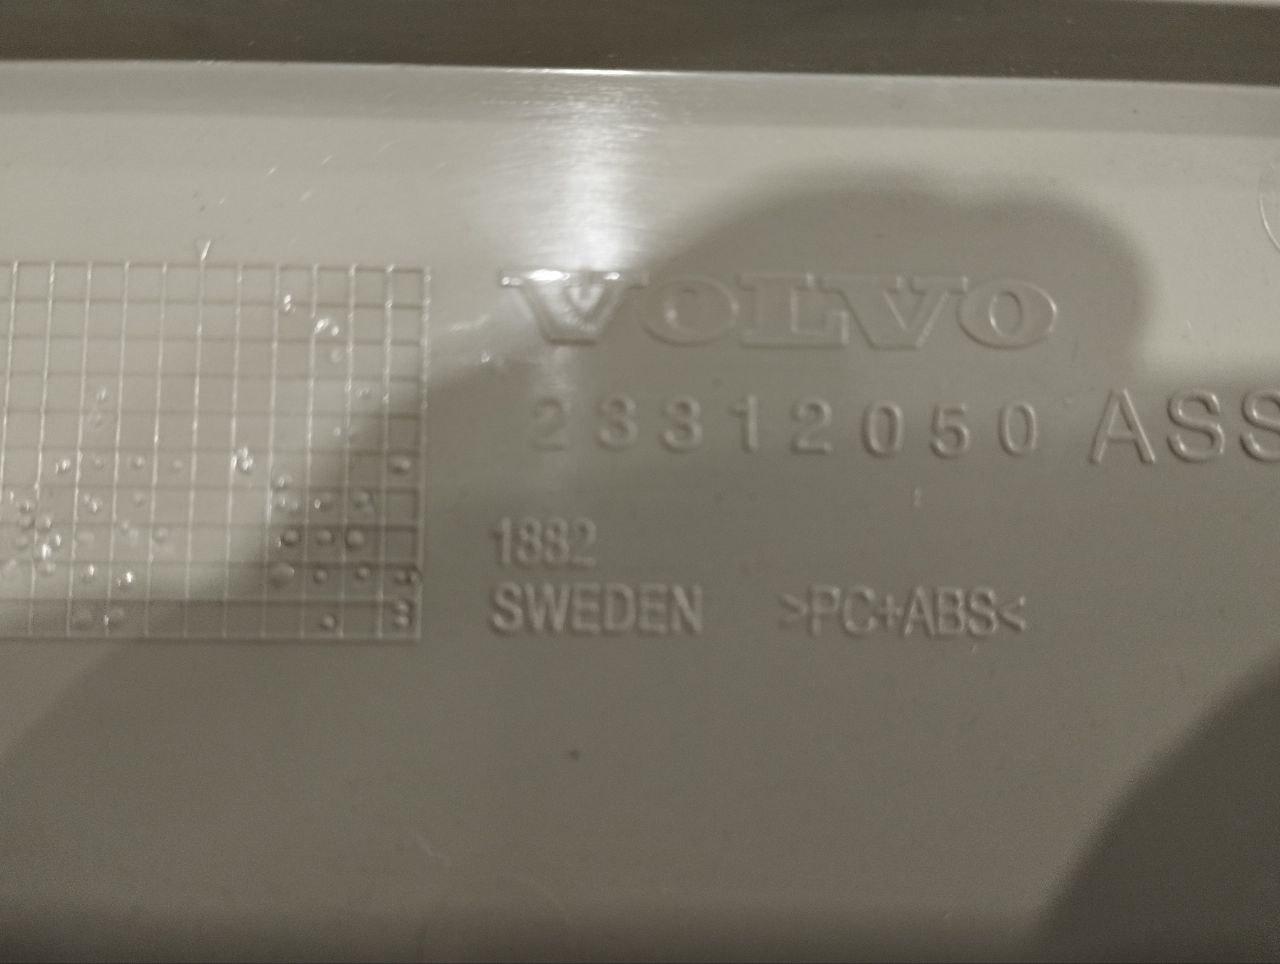 VOLVO
23312050 ASS
1882
SWEDEN >PC+ABS<